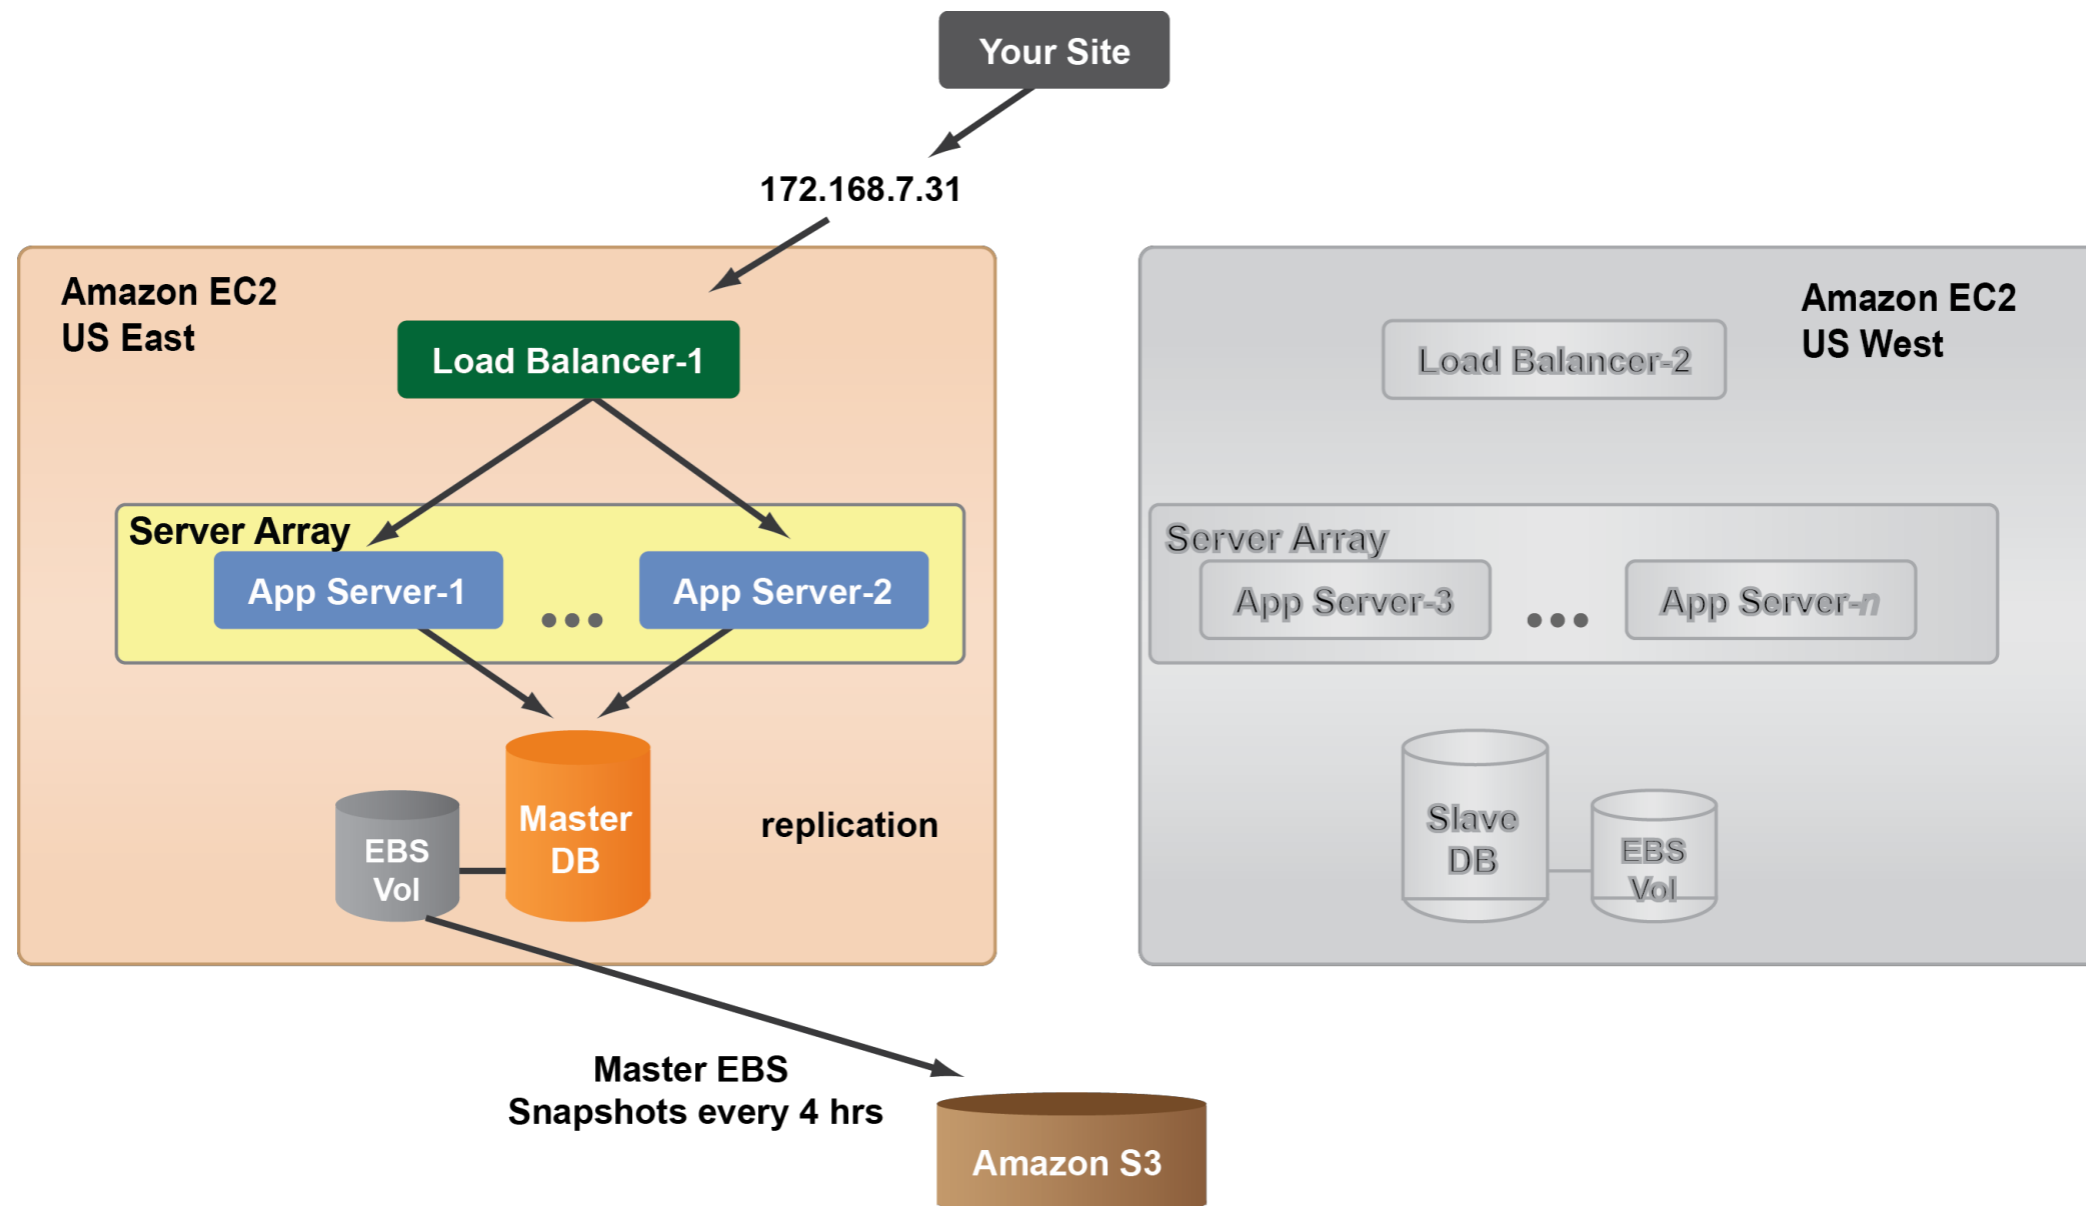 Your Site
172.168.7.31
Amazon EC2
US East
Load Balancer-1
Server Array
App Server-1
App Server-2
Master
DB
EBS
Vol
replication
Amazon EC2
US West
Load Balancer-2
Server Array
App Server-3
App Server-n
Slave
DB
EBS
Vol
Master EBS
Snapshots every 4 hrs
Amazon S3